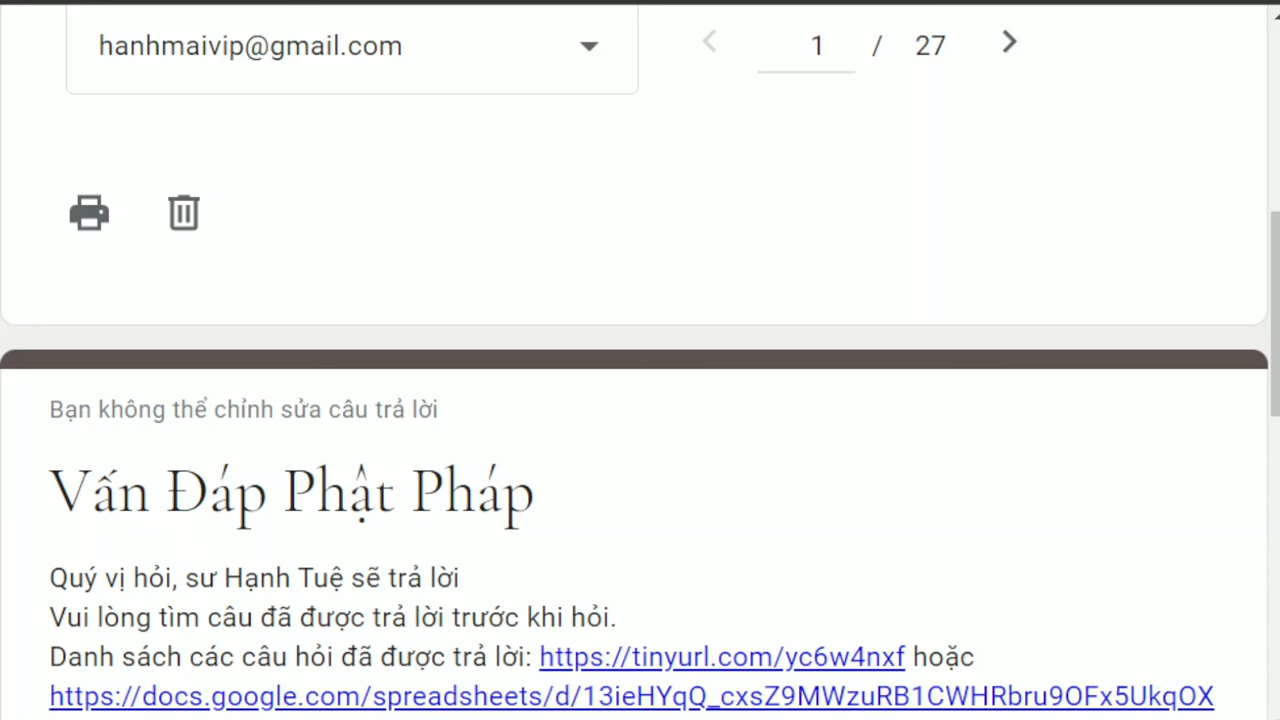 hanhmaivip@gmail.com
1 / 27
Bạn không thể chỉnh sửa câu trả lời
Vấn Đáp Phật Pháp
Quý vị hỏi, sư Hạnh Tuệ sẽ trả lời
Vui lòng tìm câu đã được trả lời trước khi hỏi.
Danh sách các câu hỏi đã được trả lời: https://tinyurl.com/yc6w4nxf hoặc
https://docs.google.com/spreadsheets/d/13ieHYqQ_cxsZ9MWzuRB1CWHRbru9OFx5UkqOX